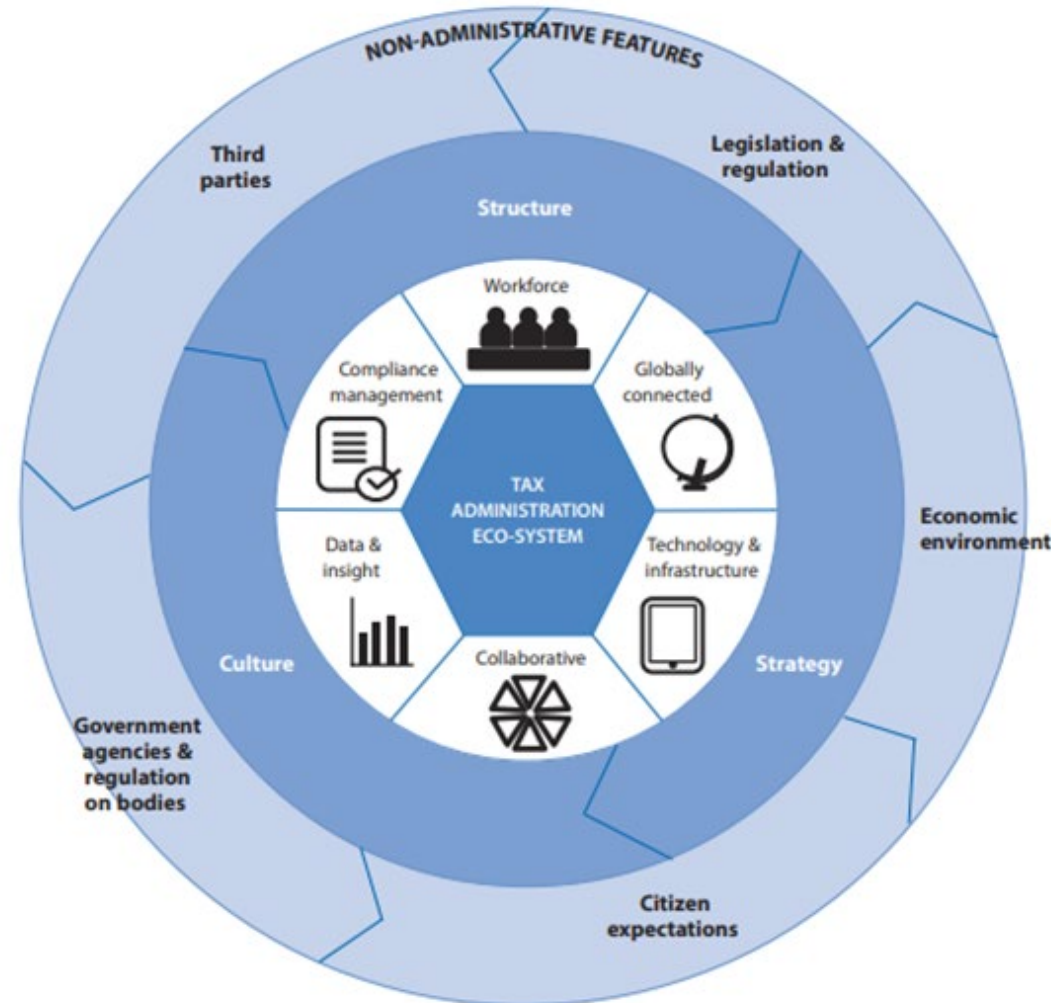 NON-ADMINISTRATIVE FEATURES
Third
parties
Legislation &
regulation
Structure
Workforce
Compliance
management
Globally
connected
TAX
ADMINISTRATION
ECO-SYSTEM
Economic
environment
Data &
insight
Technology &
infrastructure
Collaborative
Culture
Strategy
Government
agencies &
regulation
on bodies
Citizen
expectations